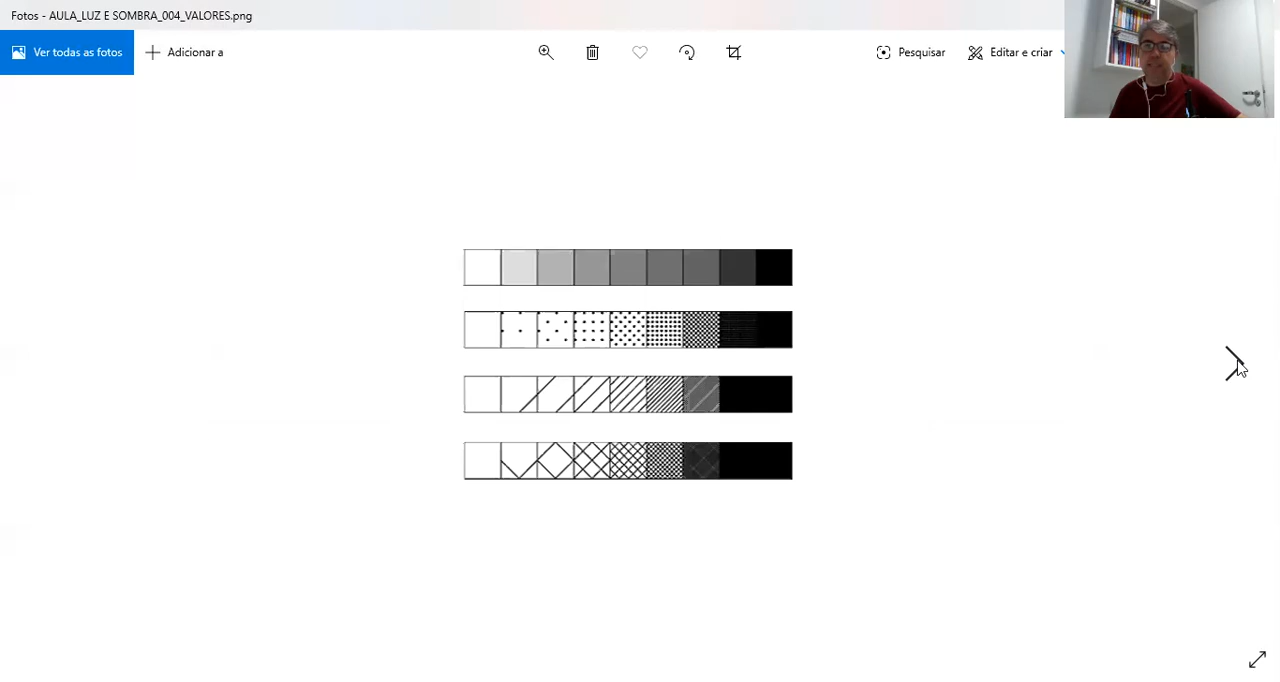 Fotos - AULA_LUZ E SOMBRA_004_VALORES.png
Ver todas as fotos
Adicionar a
Pesquisar
Editar e criar